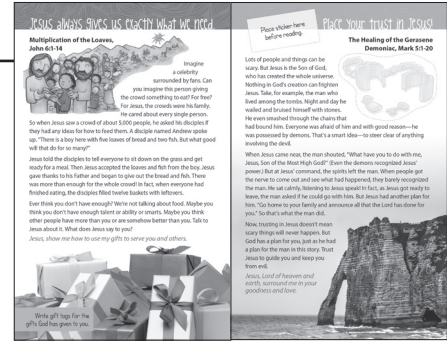 Jesus always gives us exactly what we need
Multiplication of the Loaves,
John 6:1-14
Imagine
a celebrity
surrounded by fans. Can
you imagine this person giving
the crowd something to eat? For free?
For Jesus, the crowds were his family.
He cared about every single person.
So when Jesus saw a crowd of about 5,000 people, he asked his disciples if
they had any ideas for how to feed them. A disciple named Andrew spoke
up. "There is a boy here with five loaves of bread and two fish. But what good
will that do for so many?"
Jesus told the disciples to tell everyone to sit down on the grass and get
ready for a meal. Then Jesus accepted the loaves and fish from the boy. Jesus
gave thanks to his Father and began to give out the bread and fish. There
was more than enough for the whole crowd! In fact, when everyone had
finished eating, the disciples filled twelve baskets with leftovers.
Ever think you don't have enough? We're not talking about food. Maybe you
think you don't have enough talent or ability or smarts. Maybe you think
other people have more than you or are somehow better than you. Talk to
Jesus about it. What does Jesus say to you?
Jesus, show me how to use my gifts to serve you and others.
Write gift tags for the
gifts God has given to you.
Place sticker here
before reading.
Place your trust in Jesus!
The Healing of the Gerasene
Demoniac, Mark 5:1-20
Lots of people and things can be
scary. But Jesus is the Son of God,
who has created the whole universe.
Nothing in God's creation can frighten
Jesus. Take, for example, the man who
lived among the tombs. Night and day he
wailed and bruised himself with stones.
He even smashed through the chains that
had bound him. Everyone was afraid of him and with good reason—he
was possessed by demons. That's a smart idea—to steer clear of anything
involving the devil.
When Jesus came near, the man shouted, "What have you to do with me,
Jesus, Son of the Most High God?" (Even the demons recognized Jesus'
power.) But at Jesus' command, the spirits left the man. When people got
the nerve to come out and see what had happened, they barely recognized
the man. He sat calmly, listening to Jesus speak! In fact, as Jesus got ready to
leave, the man asked if he could go with him. But Jesus had another plan for
him. "Go home to your family and announce all that the Lord has done for
you." So that's what the man did.
Now, trusting in Jesus doesn't mean
scary things will never happen. But
God has a plan for you, just as he had
a plan for the man in this story. Trust
Jesus to guide you and keep you
from evil.
Jesus, Lord of heaven and
earth, surround me in your
goodness and love.